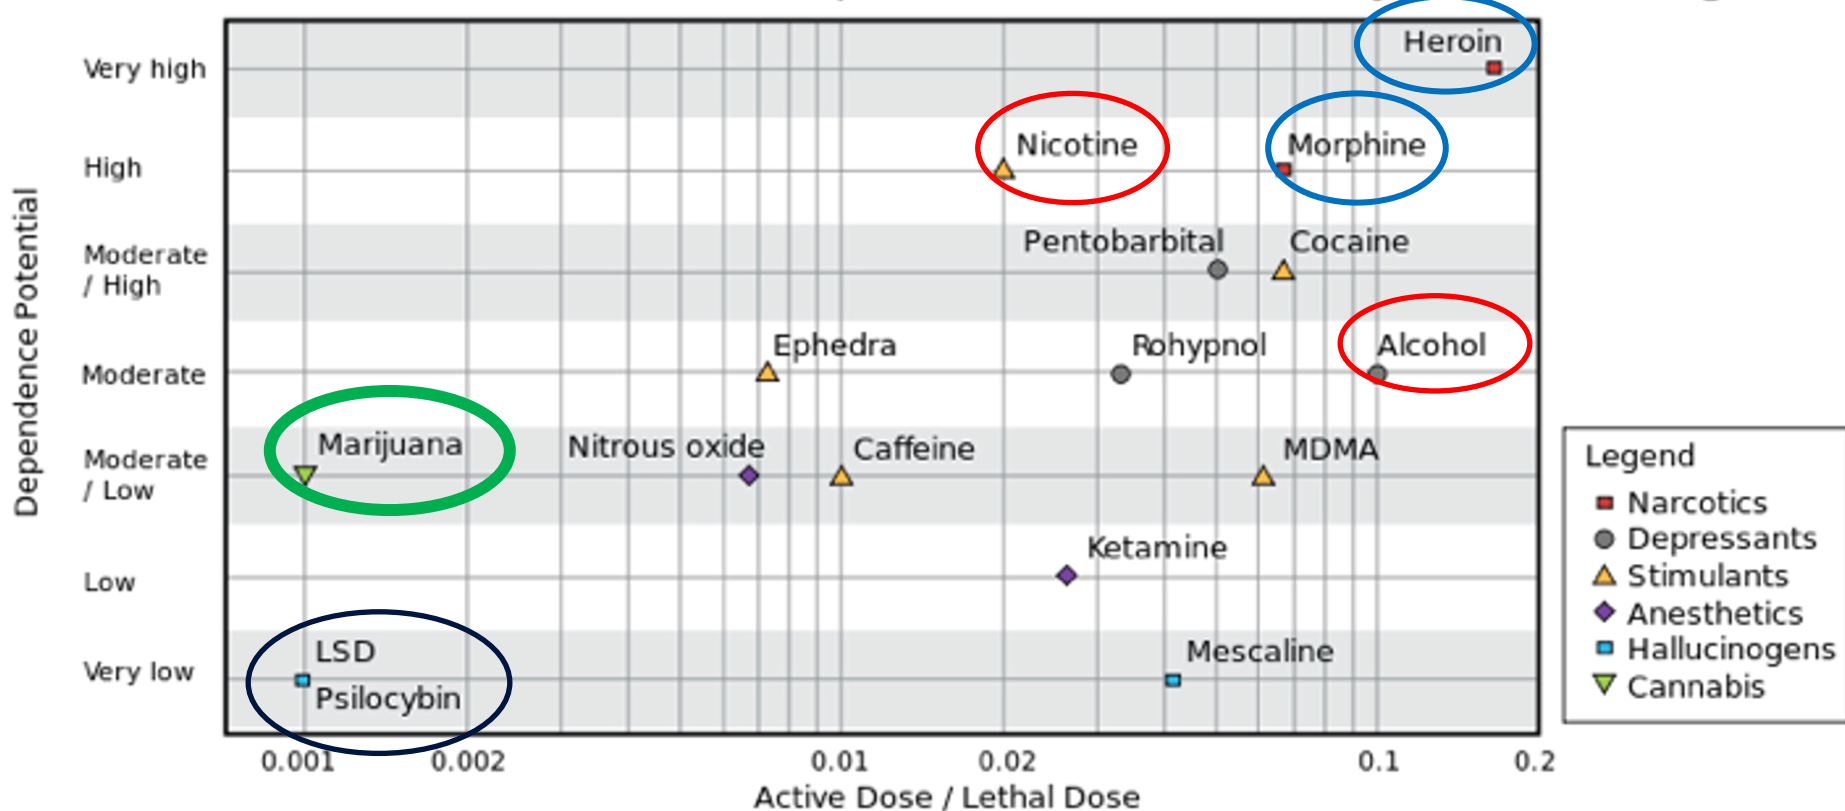 Very high
Heroin
Nicotine
Morphine
High
Pentobarbital
Cocaine
Moderate
/ High
Ephedra
Rohypnol
Alcohol
Moderate
Marijuana
Nitrous oxide
Caffeine
MDMA
Moderate
/ Low
Ketamine
Low
LSD
Psilocybin
Mescaline
Very low
Dependence Potential
0.001
0.002
0.01
0.02
0.1
0.2
Active Dose / Lethal Dose
Legend
Narcotics
Depressants
Stimulants
Anesthetics
Hallucinogens
Cannabis